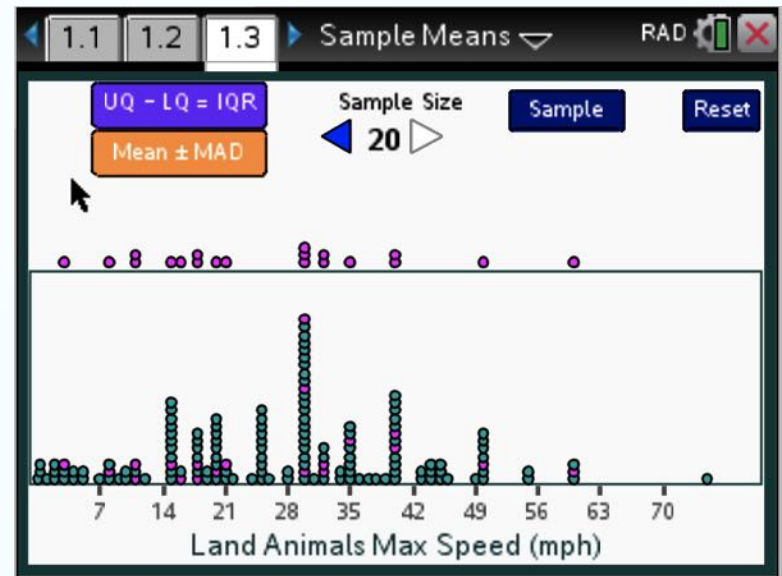 1.1 1.2 1.3 Sample Means RAD
UQ - LQ = IQR
Mean ± MAD
Sample Size
20
Sample
Reset
7 14 21 28 35 42 49 56 63 70
Land Animals Max Speed (mph)